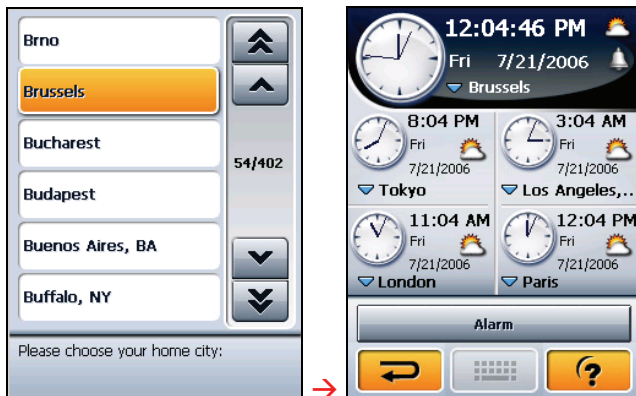 Brno
Brussels
Bucharest
Budapest
Buenos Aires, BA
Buffalo, NY
54/402
Please choose your home city:
→
12:04:46 PM
Fri 7/21/2006
Brussels
8:04 PM
Fri
7/21/2006
Tokyo
3:04 AM
Fri
7/21/2006
Los Angeles,..
11:04 AM
Fri
7/21/2006
London
12:04 PM
Fri
7/21/2006
Paris
Alarm
?